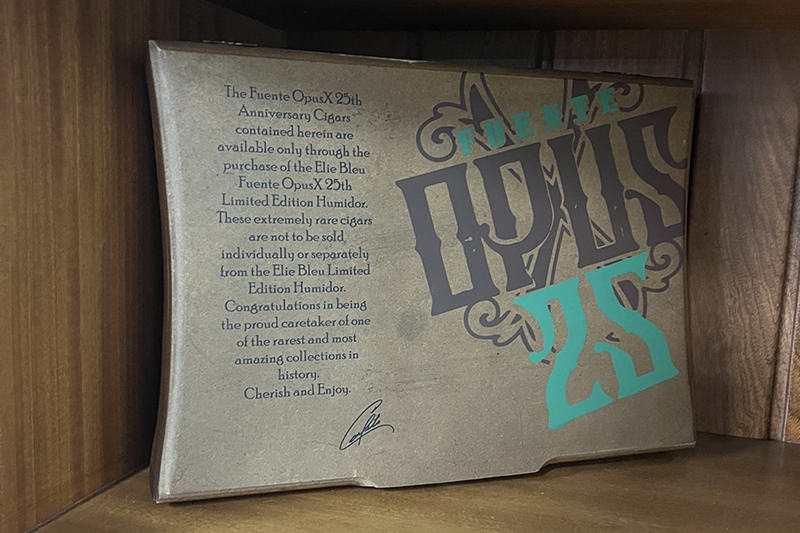 The Fuente OpusX 25th
Anniversary Cigars
contained herein are
available only through the
purchase of the Elie Bleu
Fuente OpusX 25th
Limited Edition Humidor.
These extremely rare cigars
are not to be sold
individually or separately
from the Elie Bleu Limited
Edition Humidor.
Congratulations in being
the proud caretaker of one
of the rarest and most
amazing collections in
history.
Cherish and Enjoy.
FUENTE
OPUS
25